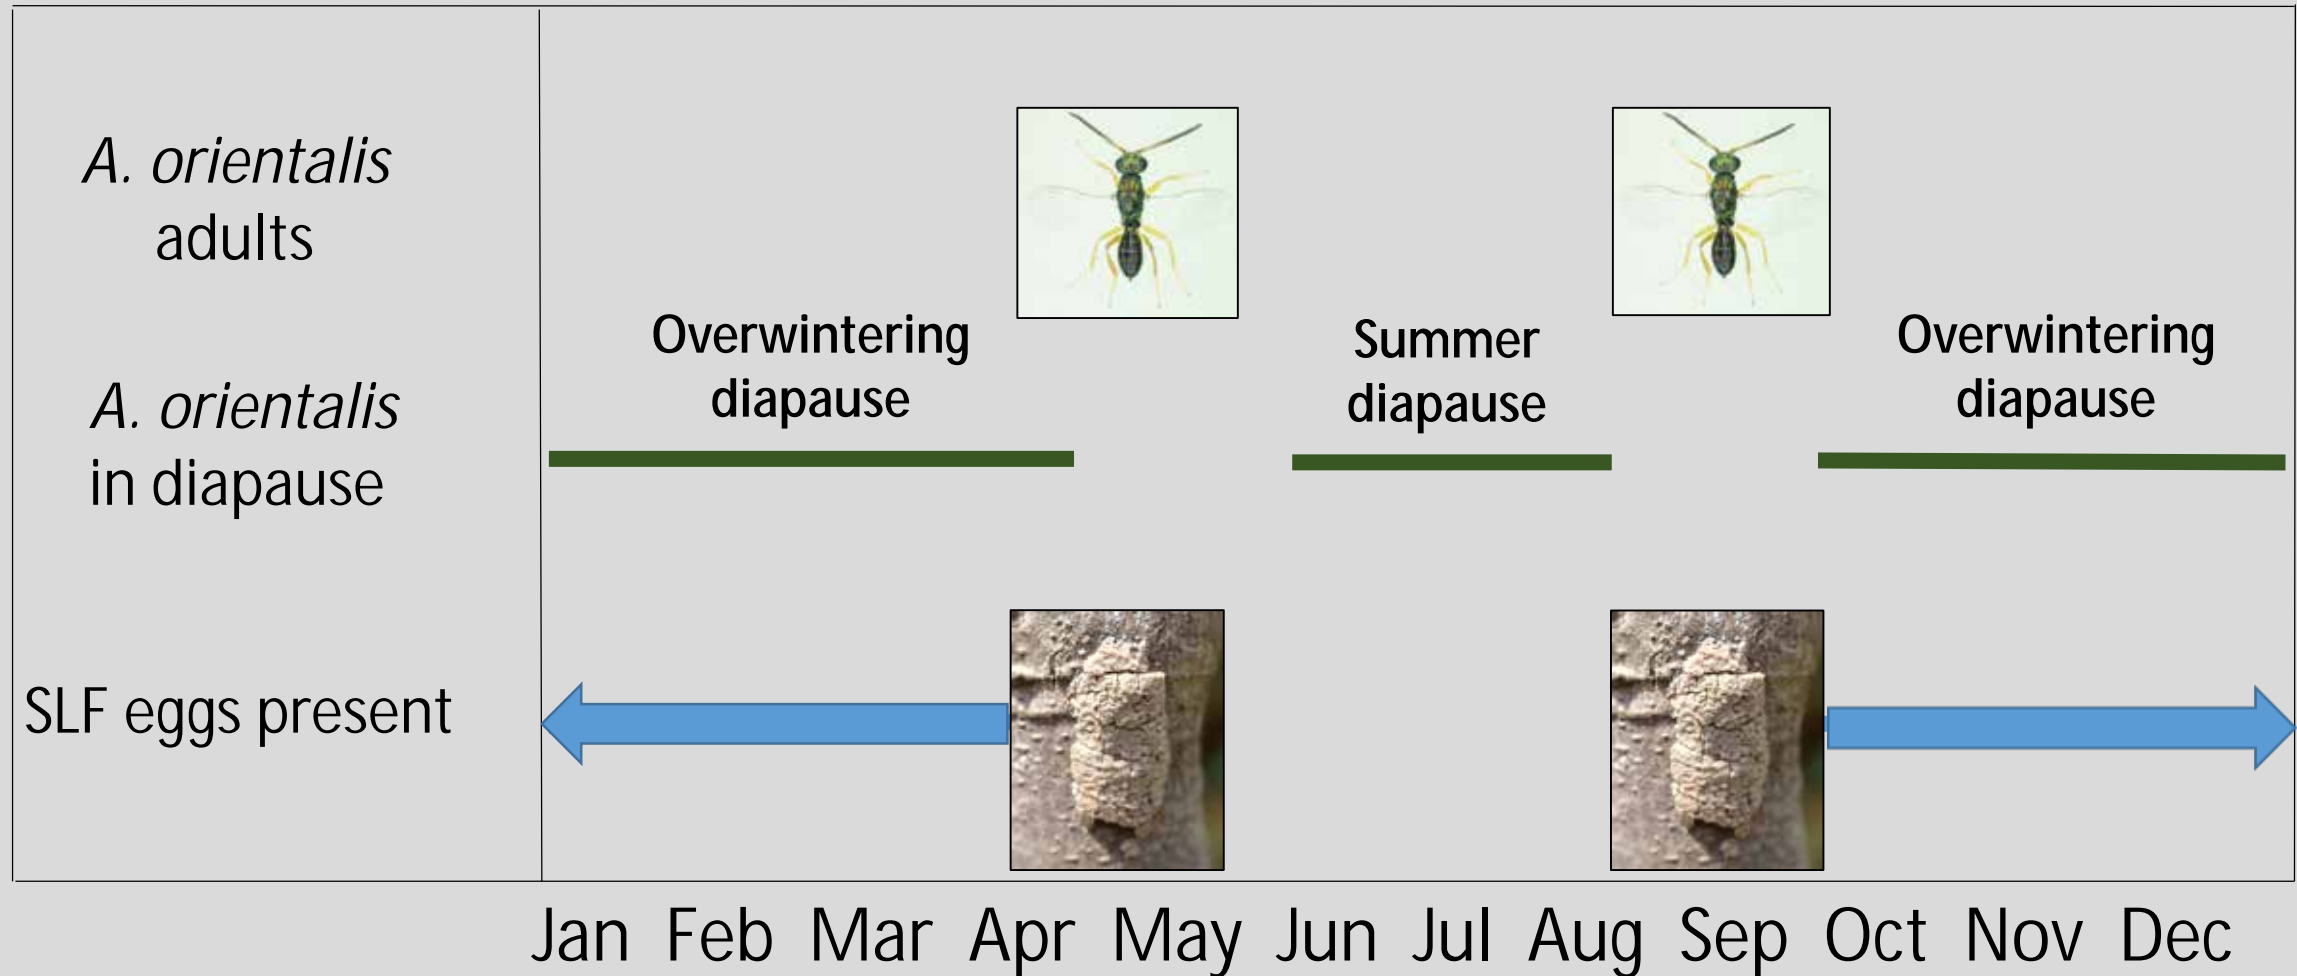 A. orientalis
adults
Overwintering
diapause
Summer
diapause
Overwintering
diapause
A. orientalis
in diapause
SLF eggs present
Jan Feb Mar Apr May Jun Jul Aug Sep Oct Nov Dec